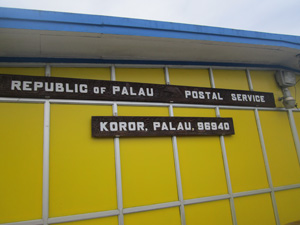 REPUBLIC OF PALAU POSTAL SERVICE
KOROR, PALAU, 96940